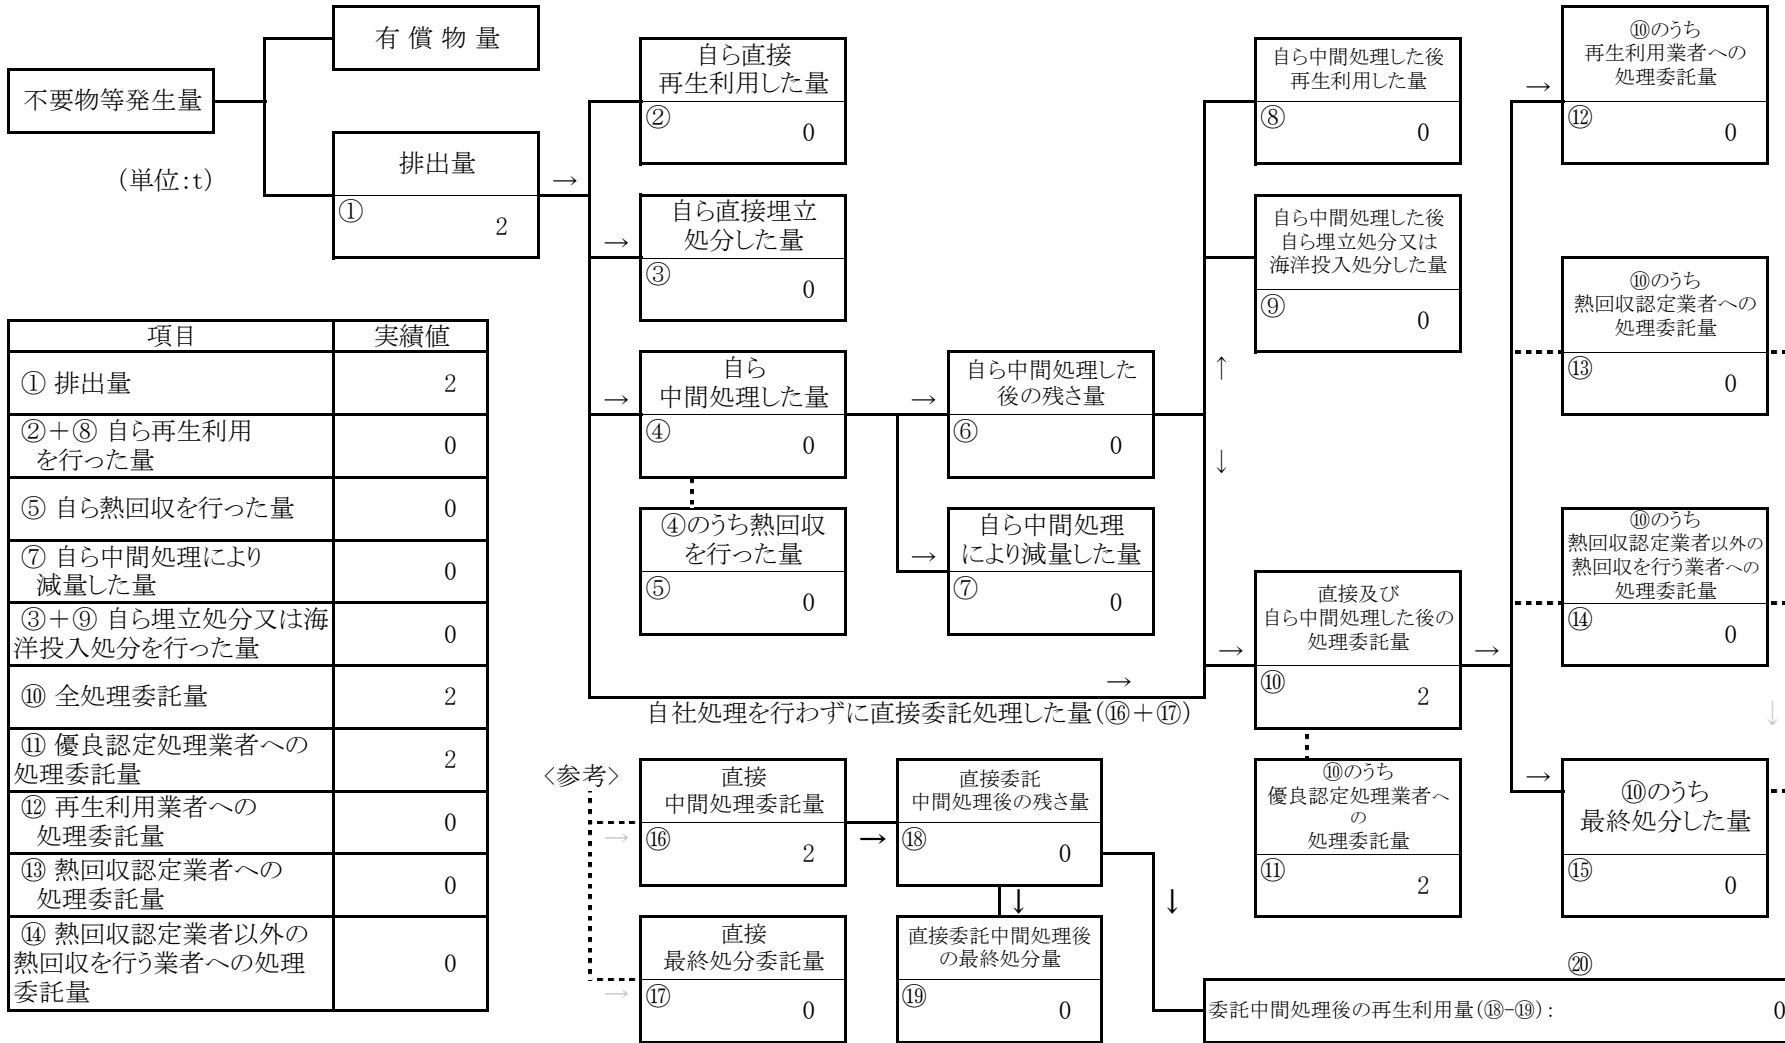 有 償 物 量
不要物等発生量
(単位:t)
排出量
①
2
→
自ら直接
再生利用した量
②
0
→
自ら直接埋立
処分した量
③
0
→
自ら
中間処理した量
④
0
④のうち熱回収
を行った量
⑤
0
→
自ら中間処理した
後の残さ量
⑥
0
→
自ら中間処理
により減量した量
⑦
0
↑
↓
自ら中間処理した後
再生利用した量
⑧
0
自ら中間処理した後
自ら埋立処分又は
海洋投入処分した量
⑨
0
→
自社処理を行わずに直接委託処理した量(⑯+⑰)
→
直接及び
自ら中間処理した後の
処理委託量
⑩
2
→
⑩のうち
優良認定処理業者へ
の
処理委託量
⑪
2
→
⑩のうち
再生利用業者への
処理委託量
⑫
0
⑩のうち
熱回収認定業者への
処理委託量
⑬
0
⑩のうち
熱回収認定業者以外の
熱回収を行う業者への
処理委託量
⑭
0
↓
→
⑩のうち
最終処分した量
⑮
0
項目 実績値
① 排出量 2
②+⑧ 自ら再生利用
を行った量 0
⑤ 自ら熱回収を行った量 0
⑦ 自ら中間処理により
減量した量 0
③+⑨ 自ら埋立処分又は海
洋投入処分を行った量 0
⑩ 全処理委託量 2
⑪ 優良認定処理業者への
処理委託量 2
⑫ 再生利用業者への
処理委託量 0
⑬ 熱回収認定業者への
処理委託量 0
⑭ 熱回収認定業者以外の
熱回収を行う業者への処理
委託量 0
〈参考〉
→
直接
中間処理委託量
⑯
2
→
直接委託
中間処理後の残さ量
⑱
0
↓
↓
→
直接
最終処分委託量
⑰
0
直接委託中間処理後
の最終処分量
⑲
0
⑳
委託中間処理後の再生利用量(⑱-⑲): 0